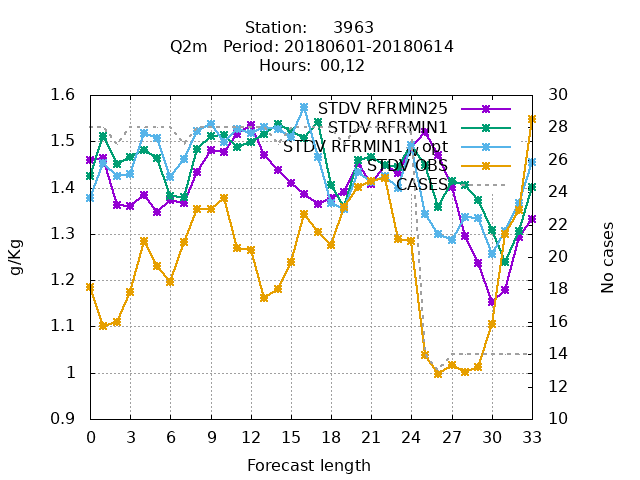 Station: 3963
Q2m Period: 20180601-20180614
Hours: 00,12
STDV RFRMIN25
STDV RFRMIN1
STDV RFRMIN1 opt
STDV OBS
CASES
1.6
1.5
1.4
1.3
1.2
1.1
1
0.9
g/Kg
30
28
26
24
22
20
18
16
14
12
10
No cases
0 3 6 9 12 15 18 21 24 27 30 33
Forecast length